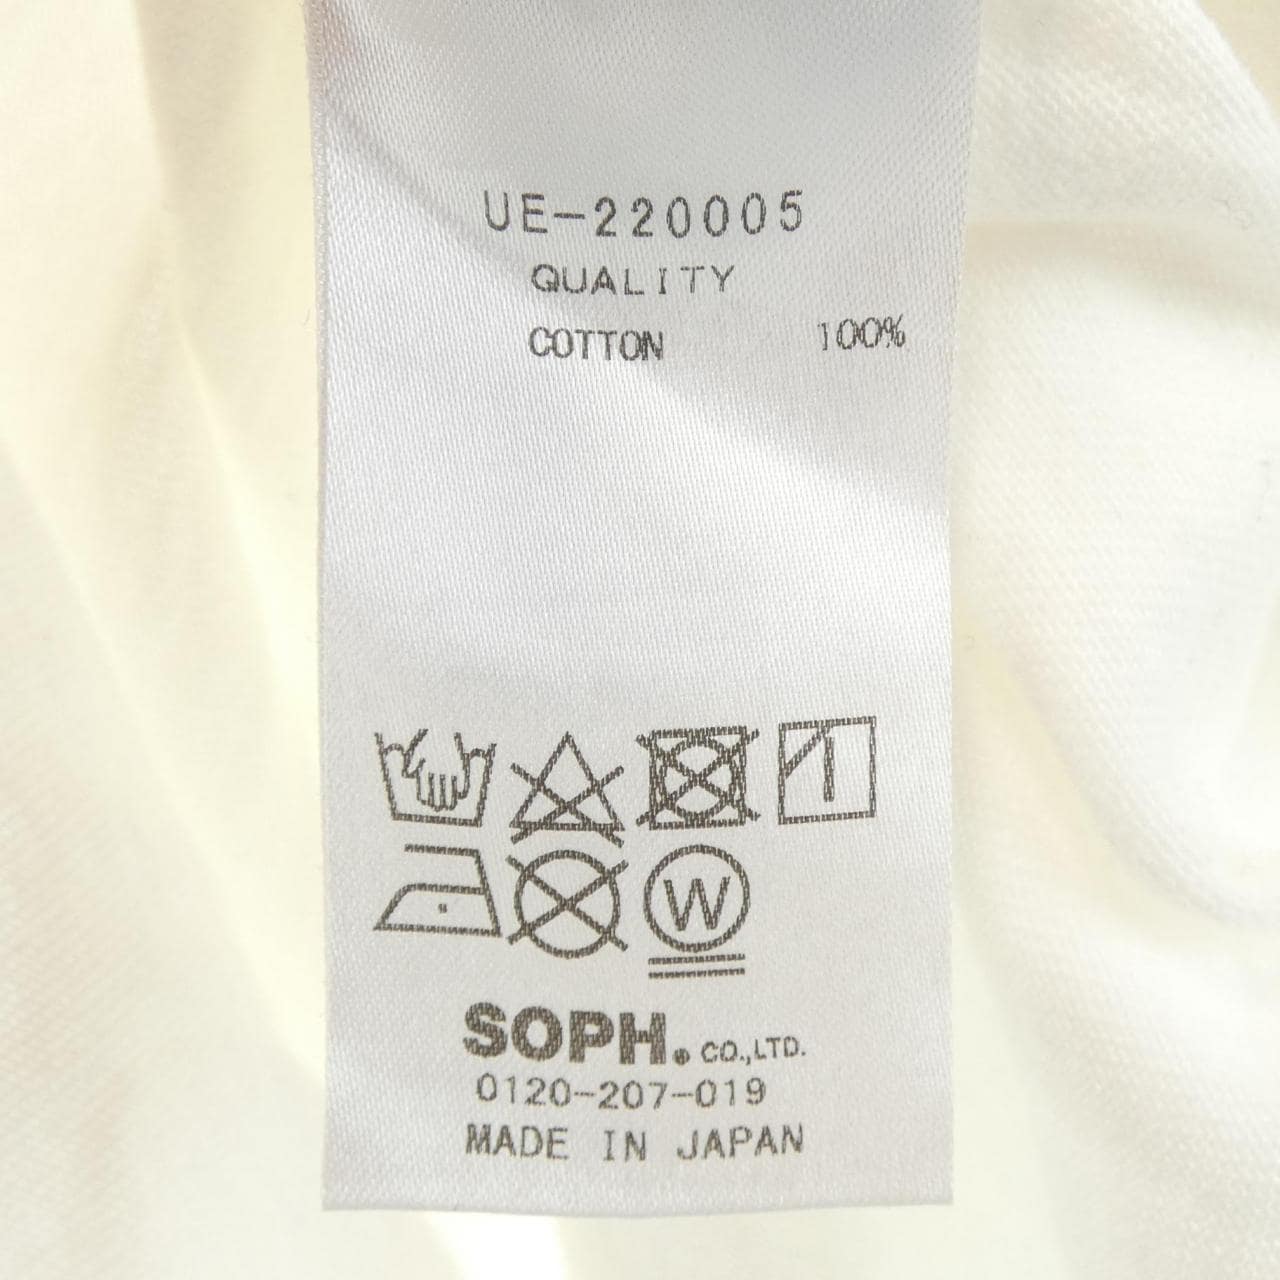 UE-220005
QUALITY
COTTON 100%
W
SOPH. CO.,LTD.
0120-207-019
MADE IN JAPAN